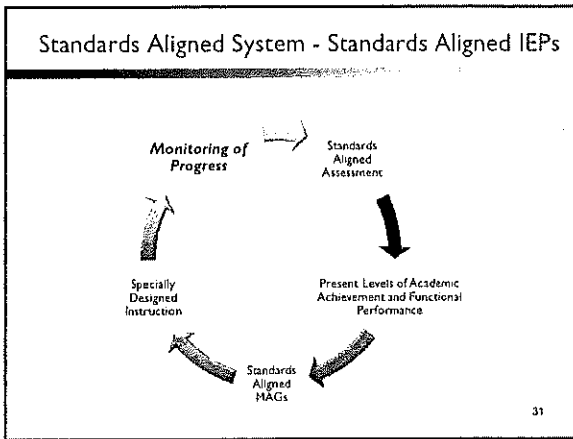 Standards Aligned System - Standards Aligned IEPs
Monitoring of
Progress
Standards
Aligned
Assessment
Present Levels of Academic
Achievement and Functional
Performance
Standards
Aligned
MAGs
Specially
Designed
Instruction
31